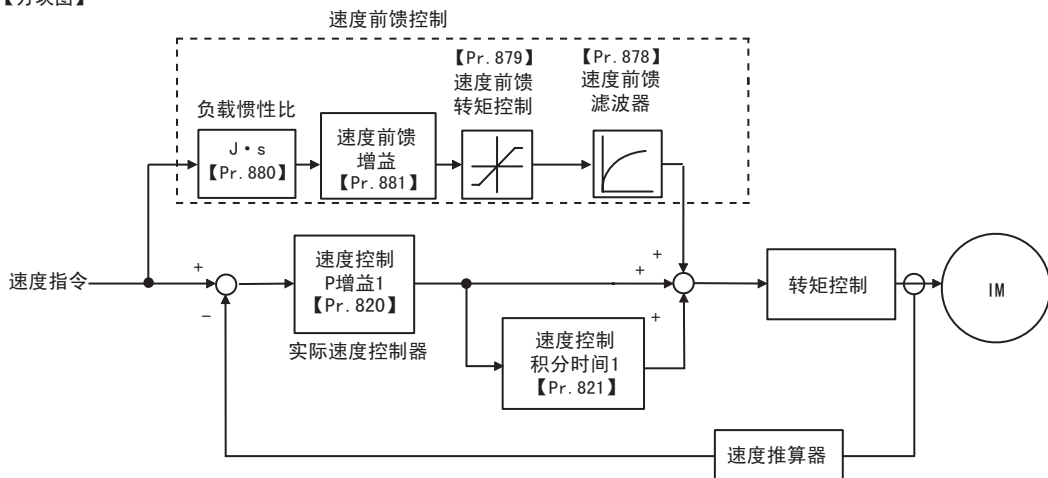 【方块图】
速度前馈控制
【Pr.879】
速度前馈
转矩控制
【Pr.878】
速度前馈
滤波器
负载惯性比
J・s
【Pr.880】
速度前馈
增益
【Pr.881】
速度指令
+
−
速度控制
P增益1
【Pr.820】
实际速度控制器
+
+
+
速度控制
积分时间1
【Pr.821】
转矩控制
IM
速度推算器